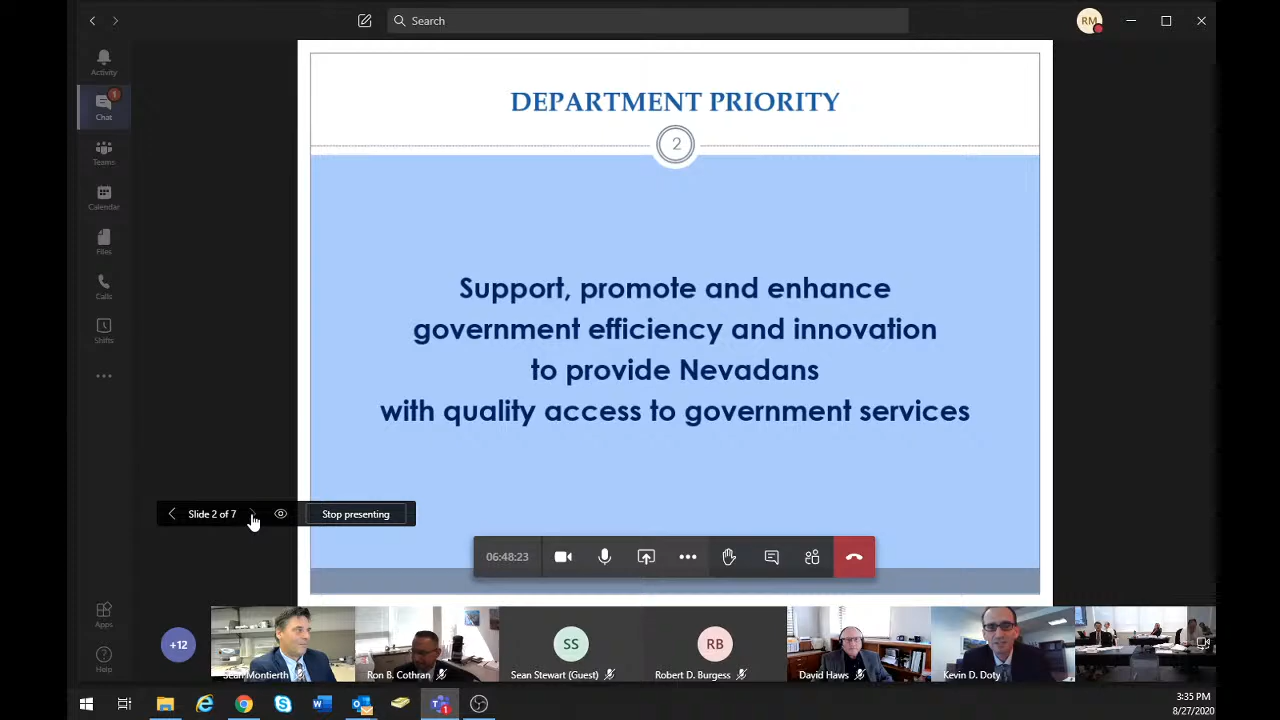 Search
RM
Activity
1
Chat
Teams
Calendar
Files
Calls
Shifts
Apps
Help
DEPARTMENT PRIORITY
2
Support, promote and enhance
government efficiency and innovation
to provide Nevadans
with quality access to government services
Slide 2 of 7
Stop presenting
06:48:23
+12
Sean Montierth
Ron B. Cothran
SS
Sean Stewart (Guest)
RB
Robert D. Burgess
David Haws
Kevin D. Doty
3:35 PM
8/27/2020